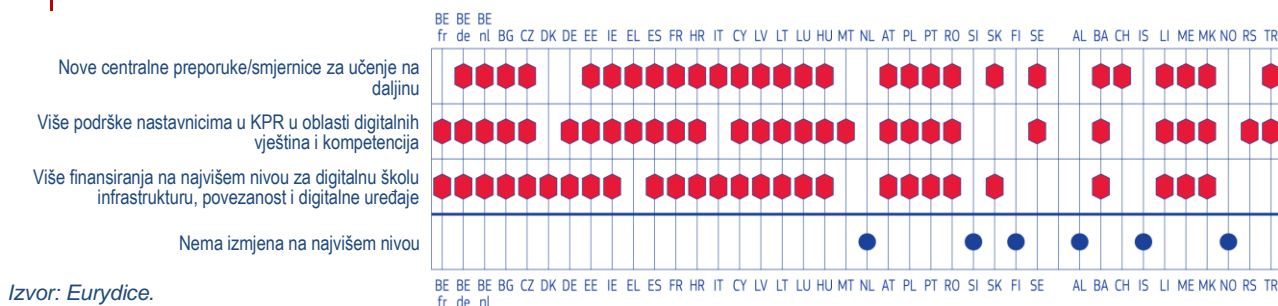 BE BE BE
fr de nl BG CZ DK DE EE IE EL ES FR HR IT CY LV LT LU HU MT NL AT PL PT RO SI SK FI SE AL BA CH IS LI ME MK NO RS TR
Nove centralne preporuke/smjernice za učenje na
daljinu
Više podrške nastavnicima u KPR u oblasti digitalnih
vještina i kompetencija
Više finansiranja na najvišem nivou za digitalnu školu
infrastrukturu, povezanost i digitalne uređaje
Nema izmjena na najvišem nivou
BE BE BE BG CZ DK DE EE IE EL ES FR HR IT CY LV LT LU HU MT NL AT PL PT RO SI SK FI SE AL BA CH IS LI ME MK NO RS TR
fr de nl
Izvor: Eurydice.